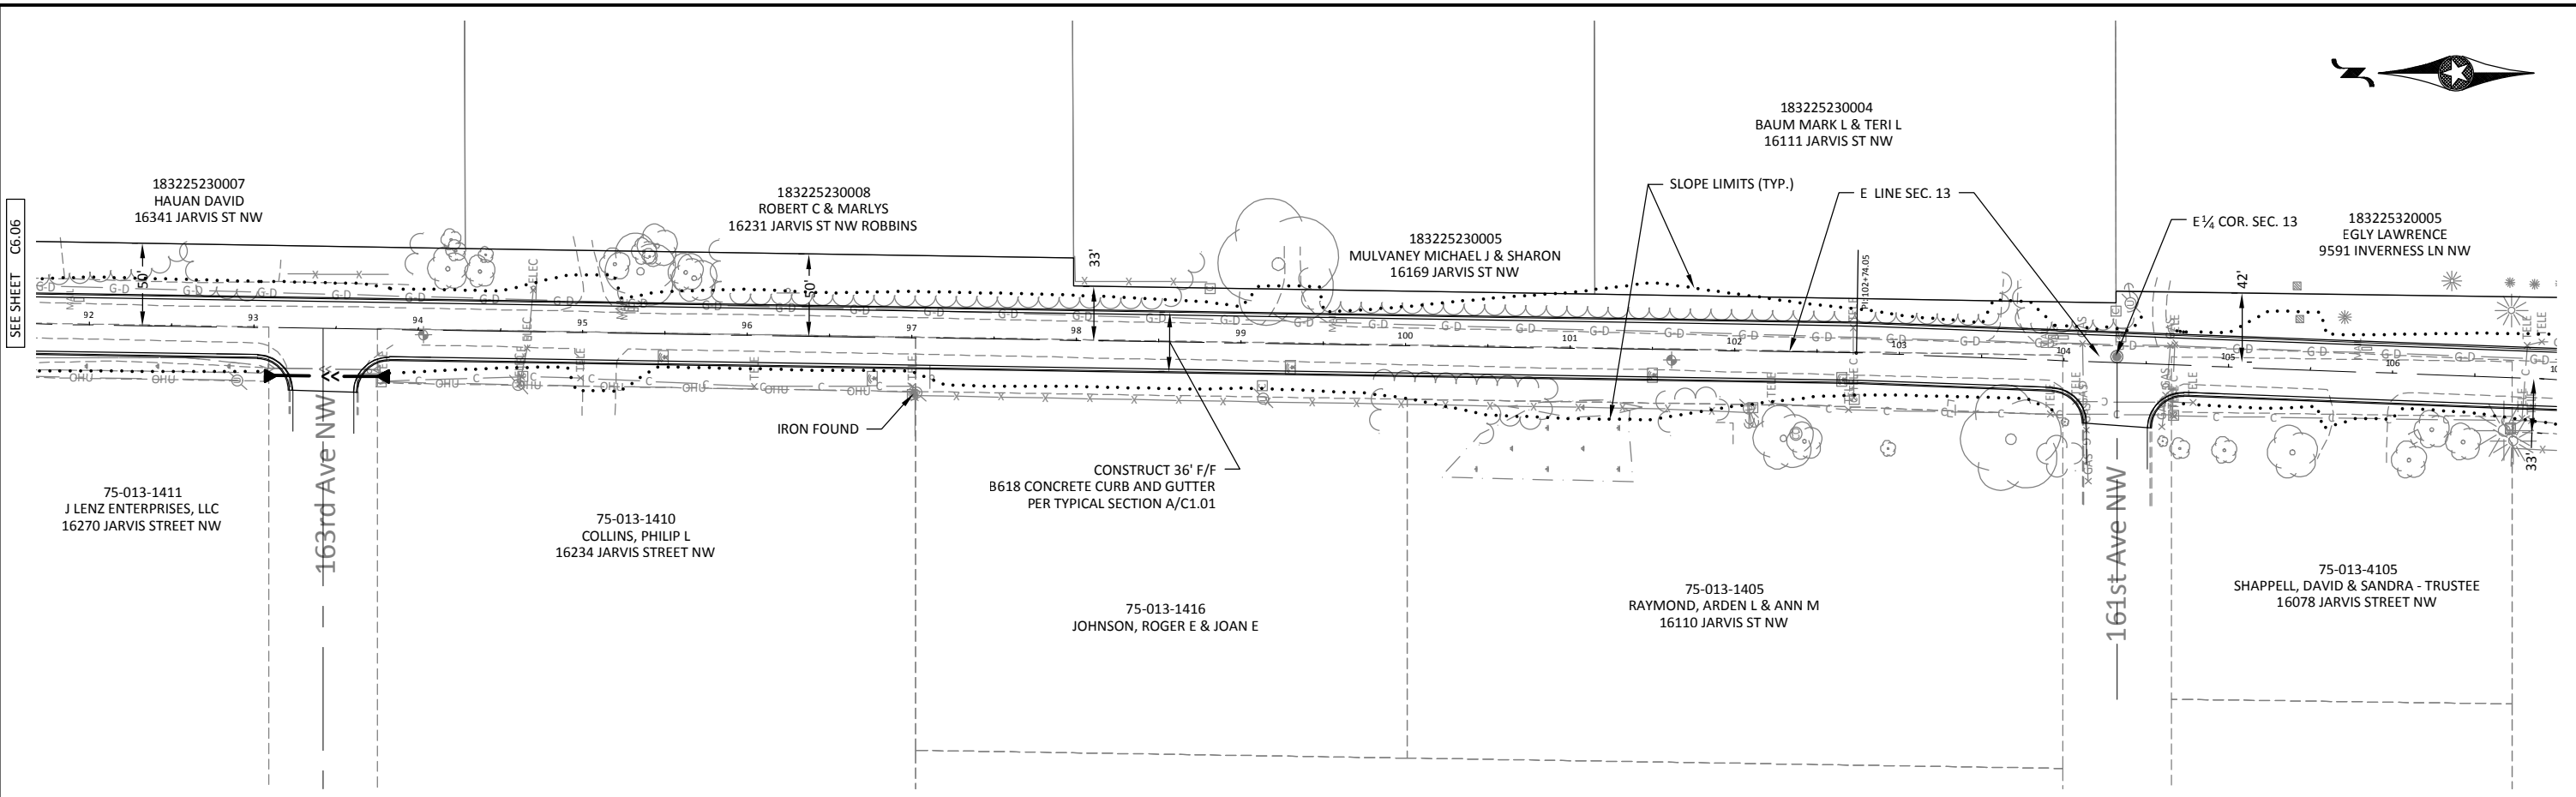 SEE SHEET C6.06
183225230007
HAUAN DAVID
16341 JARVIS ST NW
183225230008
ROBERT C & MARLYS
16231 JARVIS ST NW ROBBINS
183225230005
MULVANEY MICHAEL J & SHARON
16169 JARVIS ST NW
183225230004
BAUM MARK L & TERI L
16111 JARVIS ST NW
SLOPE LIMITS (TYP.)
E LINE SEC. 13
E ¼ COR. SEC. 13
183225320005
EGLY LAWRENCE
9591 INVERNESS LN NW
50'
50'
33'
42'
33'
PI:102+74.05
92
93
94
95
96
97
98
99
100
101
102
103
104
105
106
IRON FOUND
CONSTRUCT 36' F/F
B618 CONCRETE CURB AND GUTTER
PER TYPICAL SECTION A/C1.01
75-013-1411
J LENZ ENTERPRISES, LLC
16270 JARVIS STREET NW
163rd Ave NW
75-013-1410
COLLINS, PHILIP L
16234 JARVIS STREET NW
75-013-1416
JOHNSON, ROGER E & JOAN E
75-013-1405
RAYMOND, ARDEN L & ANN M
16110 JARVIS ST NW
161st Ave NW
75-013-4105
SHAPPELL, DAVID & SANDRA - TRUSTEE
16078 JARVIS STREET NW